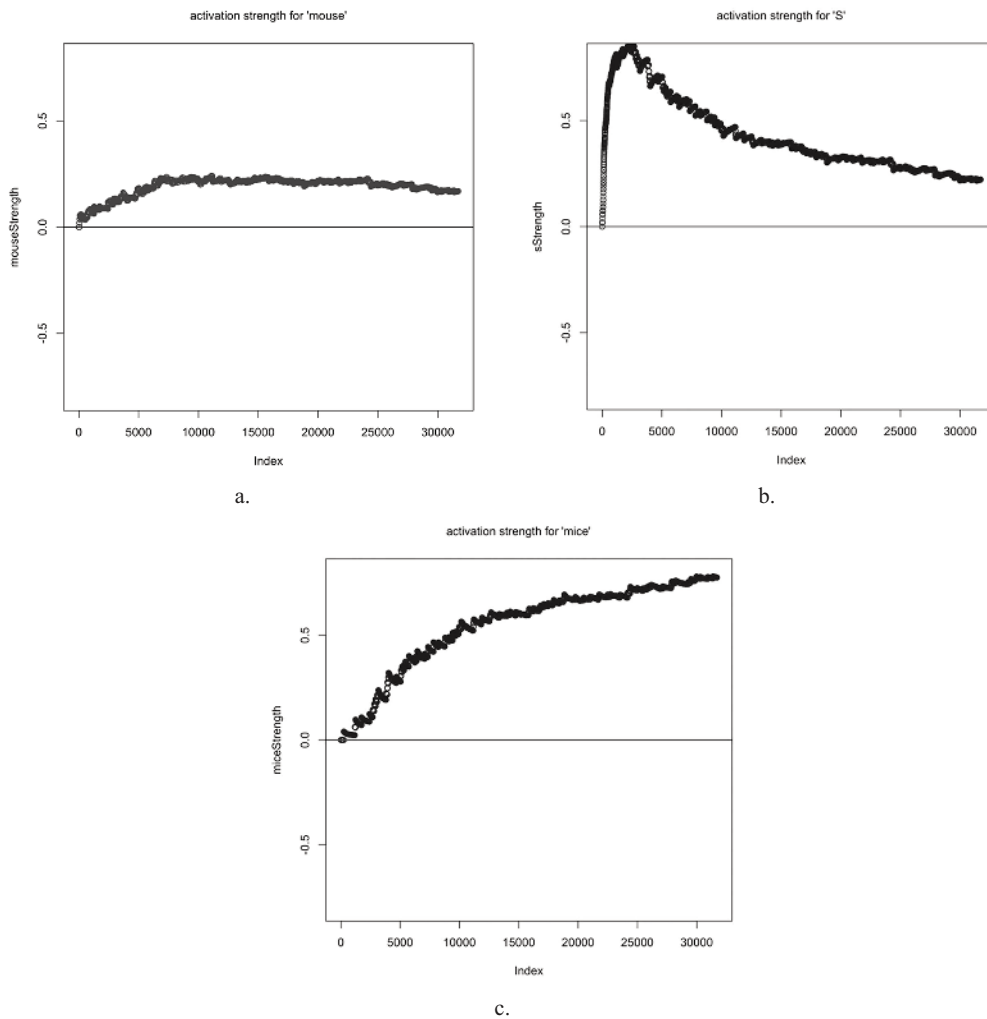 activation strength for 'mouse'
mouseStrength
0.5
0.0
-0.5
0 5000 10000 15000 20000 25000 30000
Index
a.
activation strength for 'S'
sStrength
0.5
0.0
-0.5
0 5000 10000 15000 20000 25000 30000
Index
b.
activation strength for 'mice'
miceStrength
0.5
0.0
-0.5
0 5000 10000 15000 20000 25000 30000
Index
c.